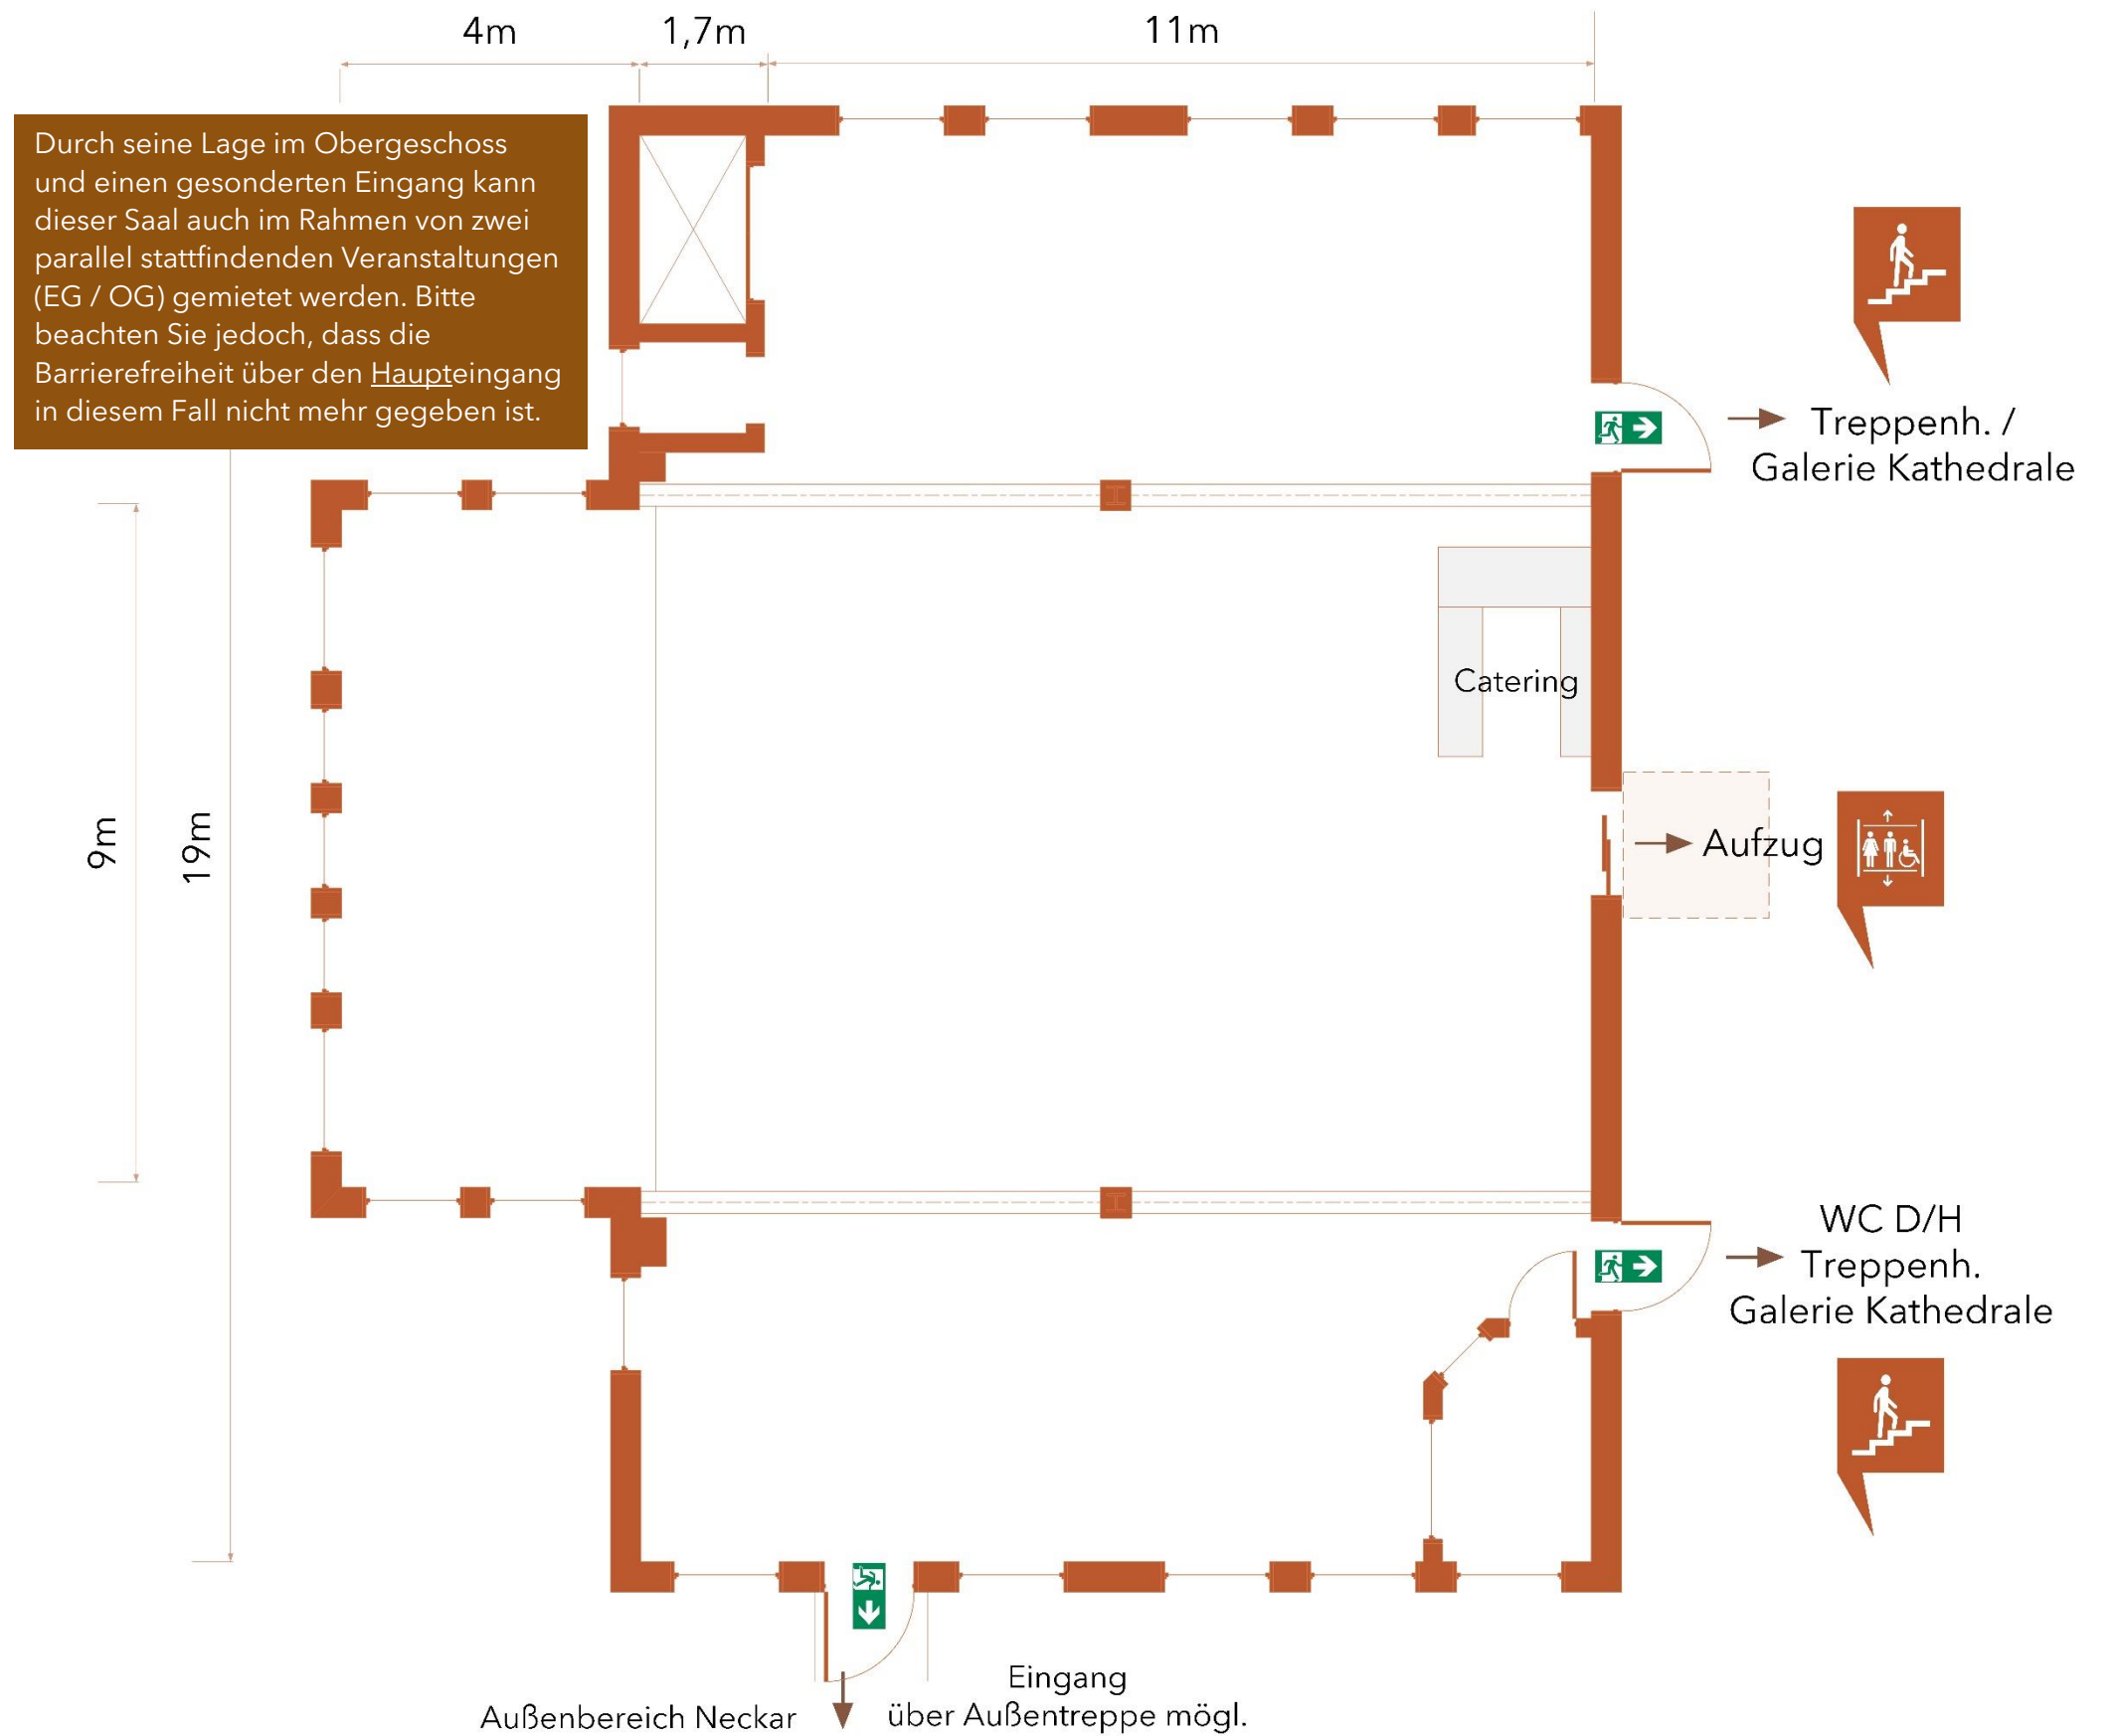 4m
1,7m
11m
Durch seine Lage im Obergeschoss
und einen gesonderten Eingang kann
dieser Saal auch im Rahmen von zwei
parallel stattfindenden Veranstaltungen
(EG / OG) gemietet werden. Bitte
beachten Sie jedoch, dass die
Barrierefreiheit über den Haupteingang
in diesem Fall nicht mehr gegeben ist.
Treppenh. /
Galerie Kathedrale
Catering
9m
19m
Aufzug
WC D/H
Treppenh.
Galerie Kathedrale
Außenbereich Neckar
Eingang
über Außentreppe mögl.